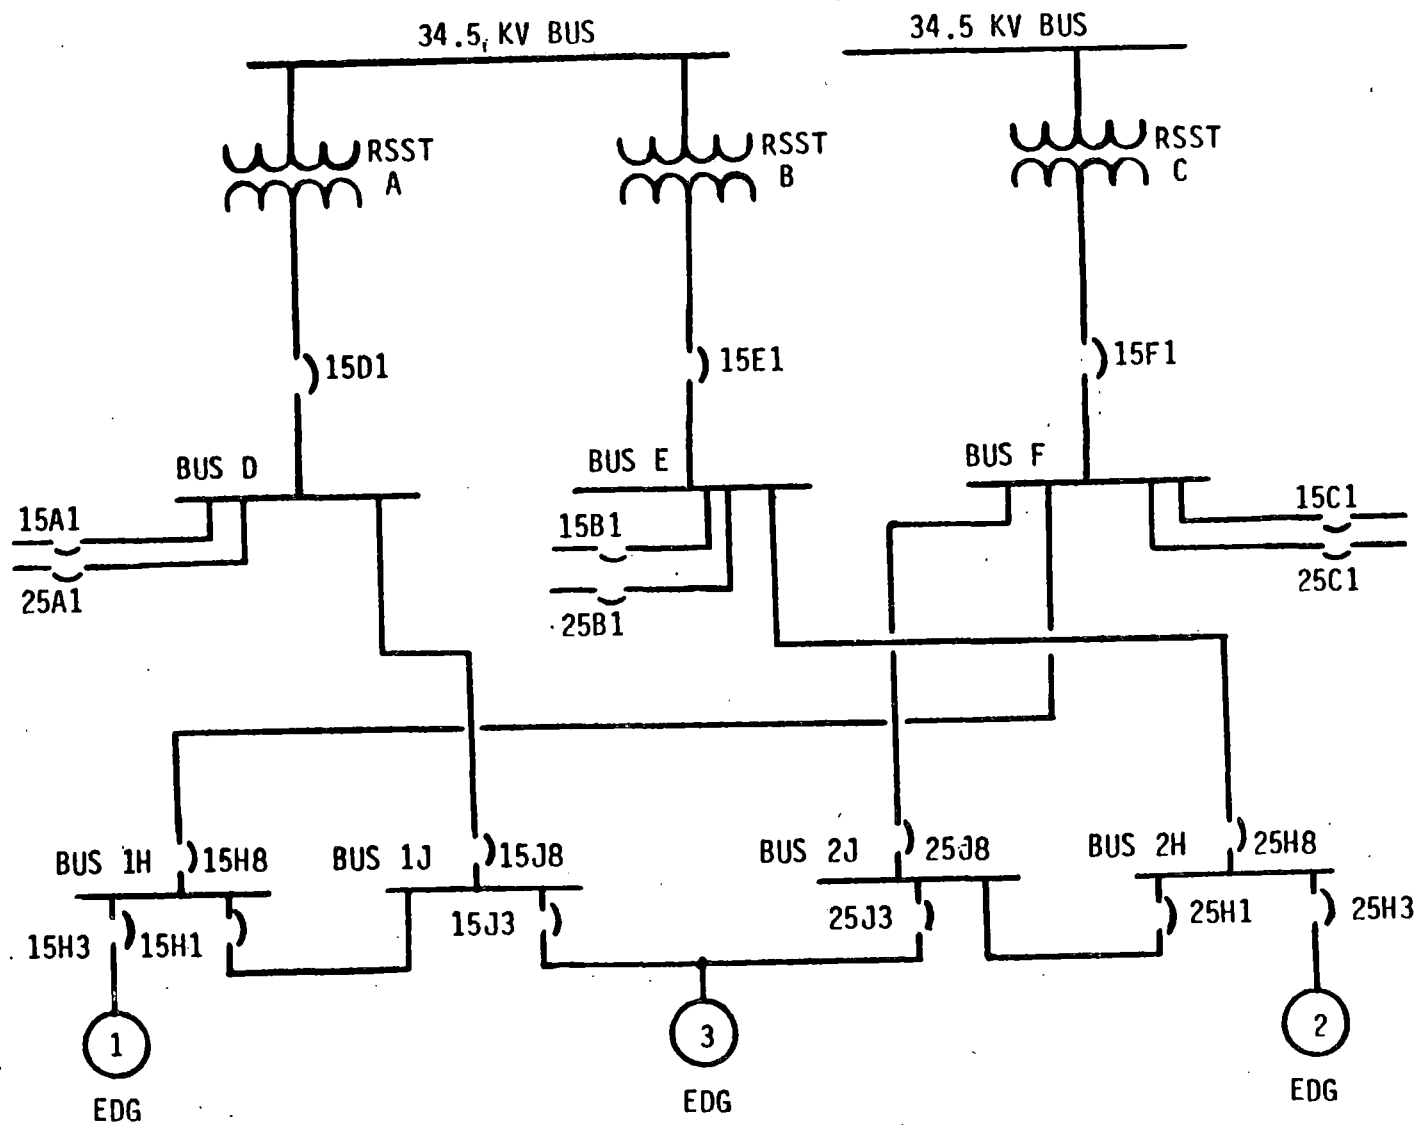 34.5 KV BUS
34.5 KV BUS
RSST
A
RSST
B
RSST
C
15D1
15E1
15F1
BUS D
BUS E
BUS F
15A1
25A1
15B1
25B1
15C1
25C1
BUS 1H
15H8
BUS 1J
15J8
BUS 2J
25J8
BUS 2H
25H8
15H3
15H1
15J3
25J3
25H1
25H3
1
EDG
3
EDG
2
EDG